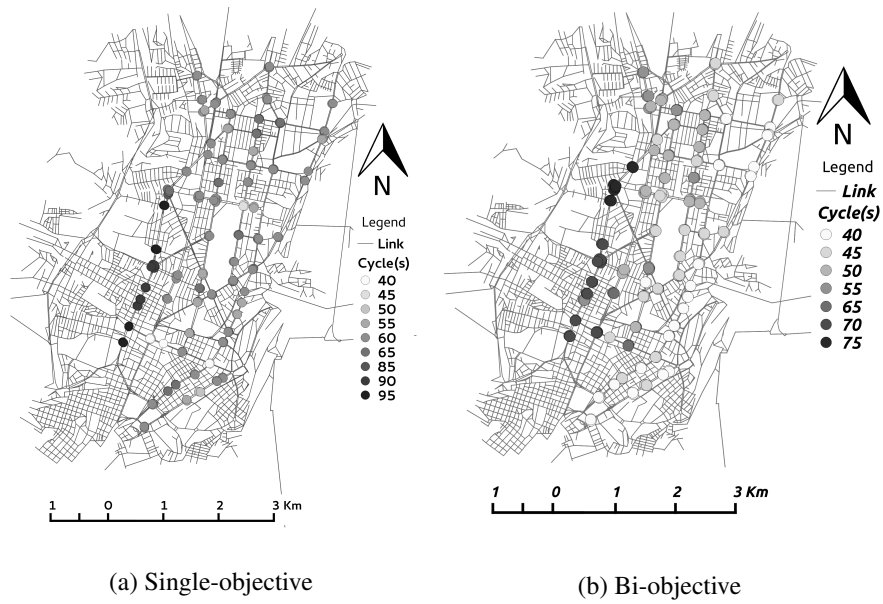 N
Legend
Link
Cycle(s)
40
45
50
55
60
65
85
90
95
1 0 1 2 3 Km
(a) Single-objective
N
Legend
Link
Cycle(s)
40
45
50
55
65
70
75
1 0 1 2 3 Km
(b) Bi-objective